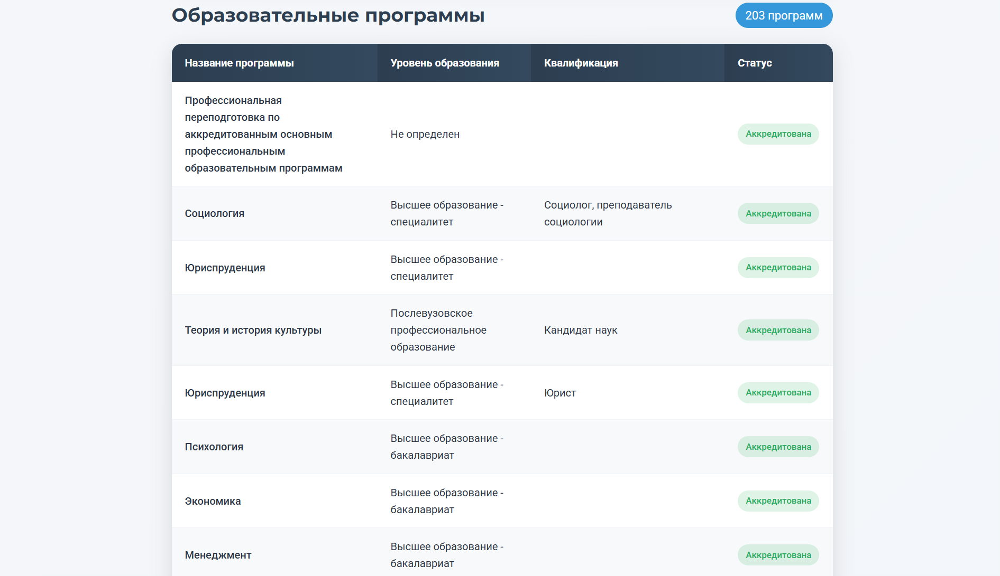 Образовательные программы
203 программ
Название программы
Уровень образования
Квалификация
Статус
Профессиональная
переподготовка по
аккредитованным основным
профессиональным
образовательным программам
Не определен
Аккредитована
Социология
Высшее образование -
специалитет
Социолог, преподаватель
социологии
Аккредитована
Юриспруденция
Высшее образование -
специалитет
Аккредитована
Теория и история культуры
Послевузовское
профессиональное
образование
Кандидат наук
Аккредитована
Юриспруденция
Высшее образование -
специалитет
Юрист
Аккредитована
Психология
Высшее образование -
бакалавриат
Аккредитована
Экономика
Высшее образование -
бакалавриат
Аккредитована
Менеджмент
Высшее образование -
бакалавриат
Аккредитована